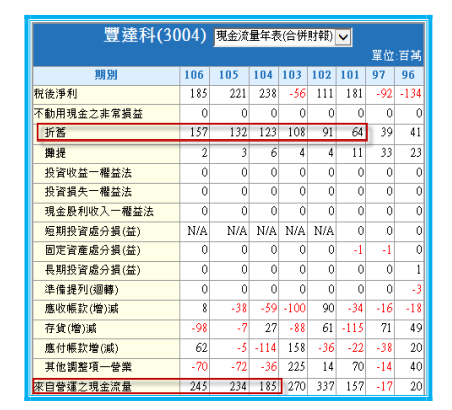 豐達科(3004) 現金流量年表(合併財報)
單位:百萬
期別 106 105 104 103 102 101 97 96
稅後淨利 185 221 238 -56 111 181 -92 -134
不動用現金之非常損益 0 0 0 0 0 0 0 0
折舊 157 132 123 108 91 64 39 41
攤提 2 3 6 4 4 11 33 23
投資收益－權益法 0 0 0 0 0 0 0 0
投資損失－權益法 0 0 0 0 0 0 0 0
現金股利收入－權益法 0 0 0 0 0 0 0 0
短期投資處分損(益) N/A N/A N/A N/A N/A 0 0 0
固定資產處分損(益) 0 0 0 0 0 -1 -1 0
長期投資處分損(益) 0 0 0 0 0 0 0 1
準備提列(迴轉) 0 0 0 0 0 0 0 -3
應收帳款(增)減 8 -38 -59 -100 90 -34 -16 -18
存貨(增)減 -98 -7 27 -88 61 -115 71 49
應付帳款增(減) 62 -5 -114 158 -36 -22 -38 20
其他調整項－營業 -70 -72 -36 225 14 70 -14 40
來自營運之現金流量 245 234 185 270 337 157 -17 20